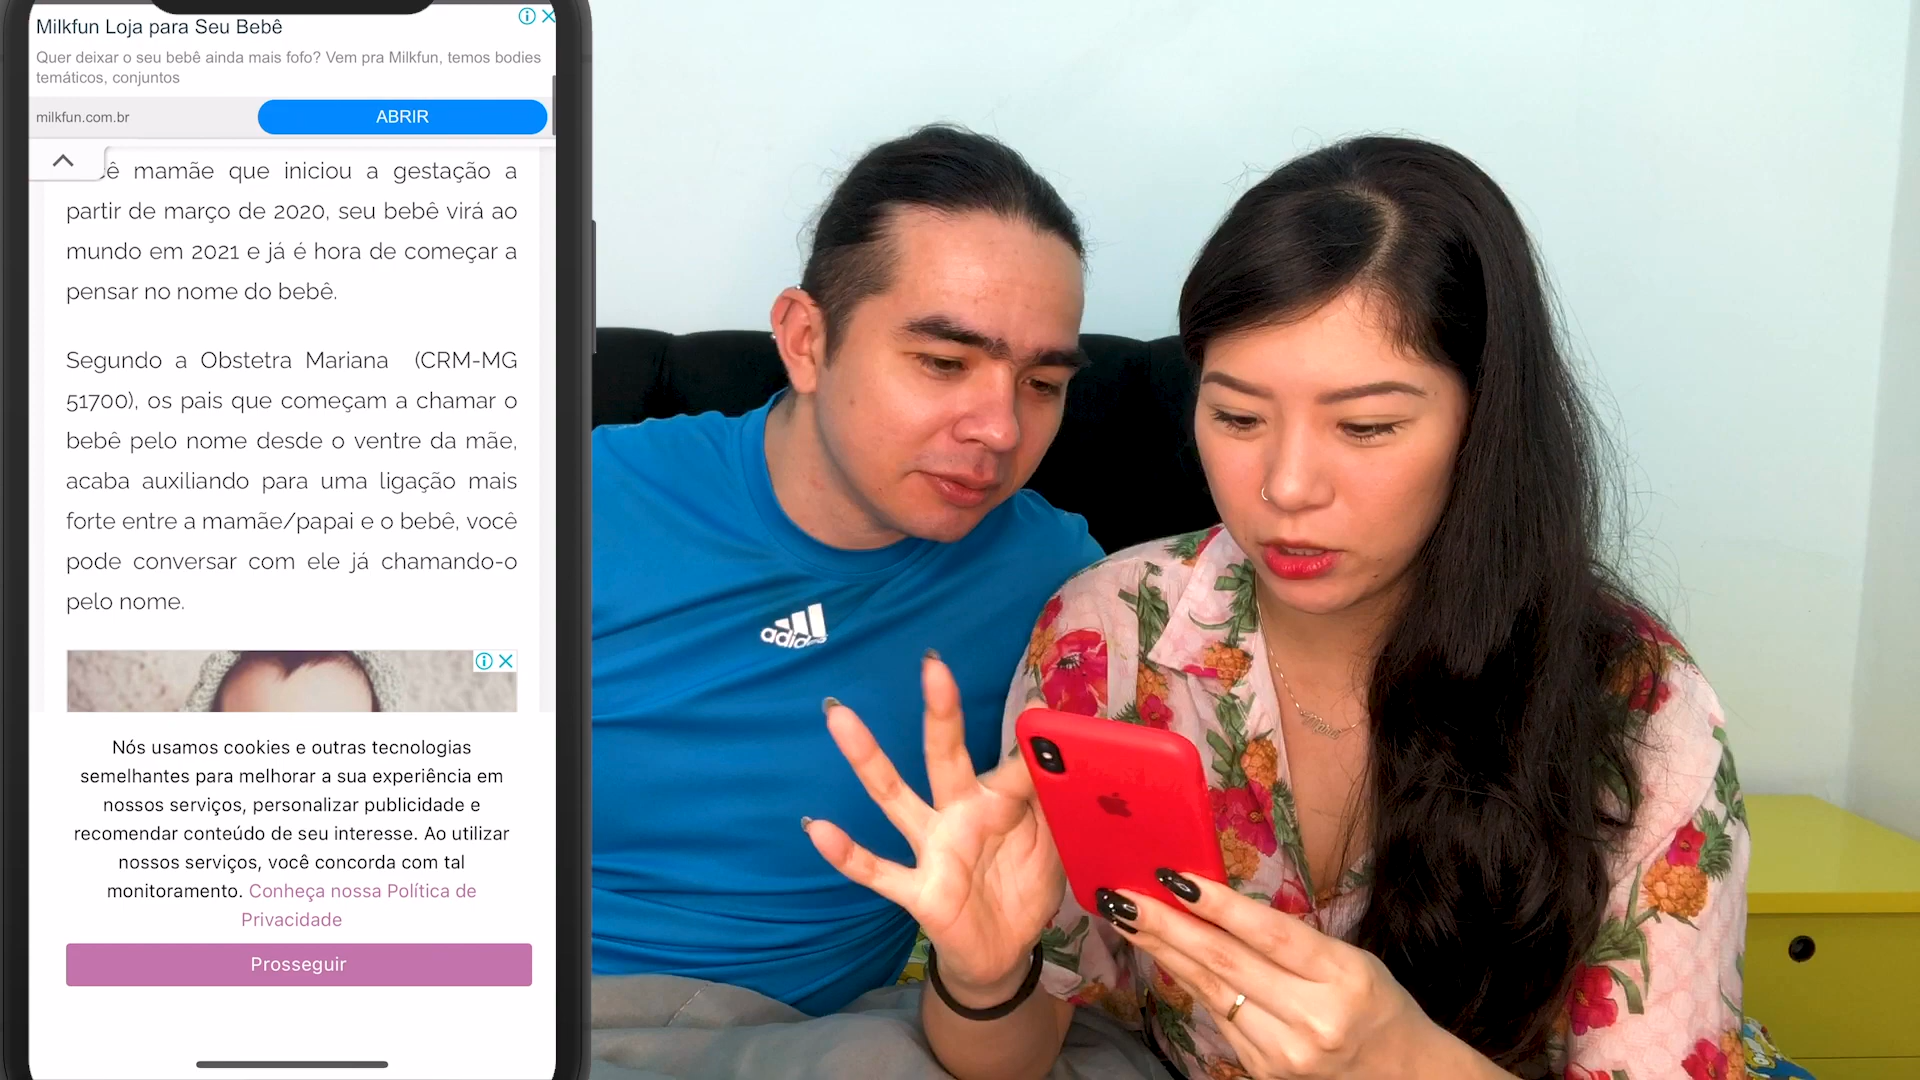 Milkfun Loja para Seu Bebê
Quer deixar o seu bebê ainda mais fofo? Vem pra Milkfun, temos bodies
temáticos, conjuntos
milkfun.com.br
ABRIR
mamãe que iniciou a gestação a
partir de março de 2020, seu bebê virá ao
mundo em 2021 e já é hora de começar a
pensar no nome do bebê.
Segundo a Obstetra Mariana (CRM-MG
51700), os pais que começam a chamar o
bebê pelo nome desde o ventre da mãe,
acaba auxiliando para uma ligação mais
forte entre a mamãe/papai e o bebê, você
pode conversar com ele já chamando-o
pelo nome.
Nós usamos cookies e outras tecnologias
semelhantes para melhorar a sua experiência em
nossos serviços, personalizar publicidade e
recomendar conteúdo de seu interesse. Ao utilizar
nossos serviços, você concorda com tal
monitoramento. Conheça nossa Política de
Privacidade
Prosseguir
adidas